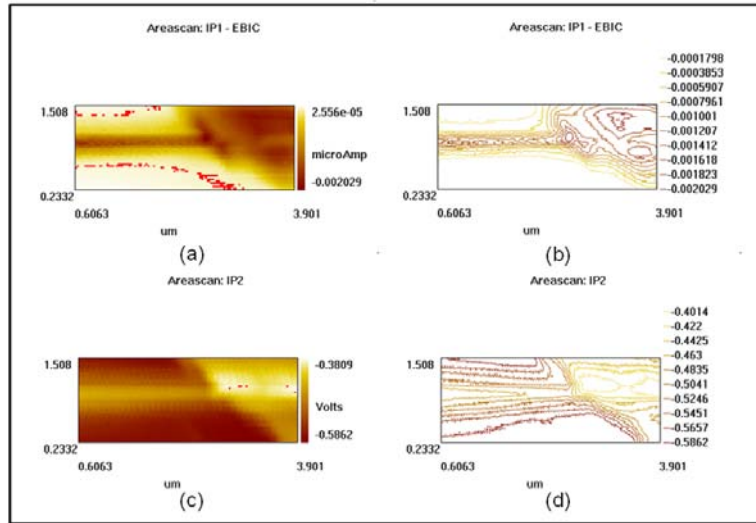 Areascan: IP1 - EBIC
1.508
0.2332
0.6063
3.901
um
2.556e-05
microAmp
-0.002029
(a)
Areascan: IP1 - EBIC
1.508
0.2332
0.6063
3.901
um
-0.0001798
-0.0003853
-0.0005907
-0.0007961
-0.001001
-0.001207
-0.001412
-0.001618
-0.001823
-0.002029
(b)
Areascan: IP2
1.508
0.2332
0.6063
3.901
um
-0.3809
Volts
-0.5862
(c)
Areascan: IP2
1.508
0.2332
0.6063
3.901
um
-0.4014
-0.422
-0.4425
-0.463
-0.4835
-0.5041
-0.5246
-0.5451
-0.5657
-0.5862
(d)